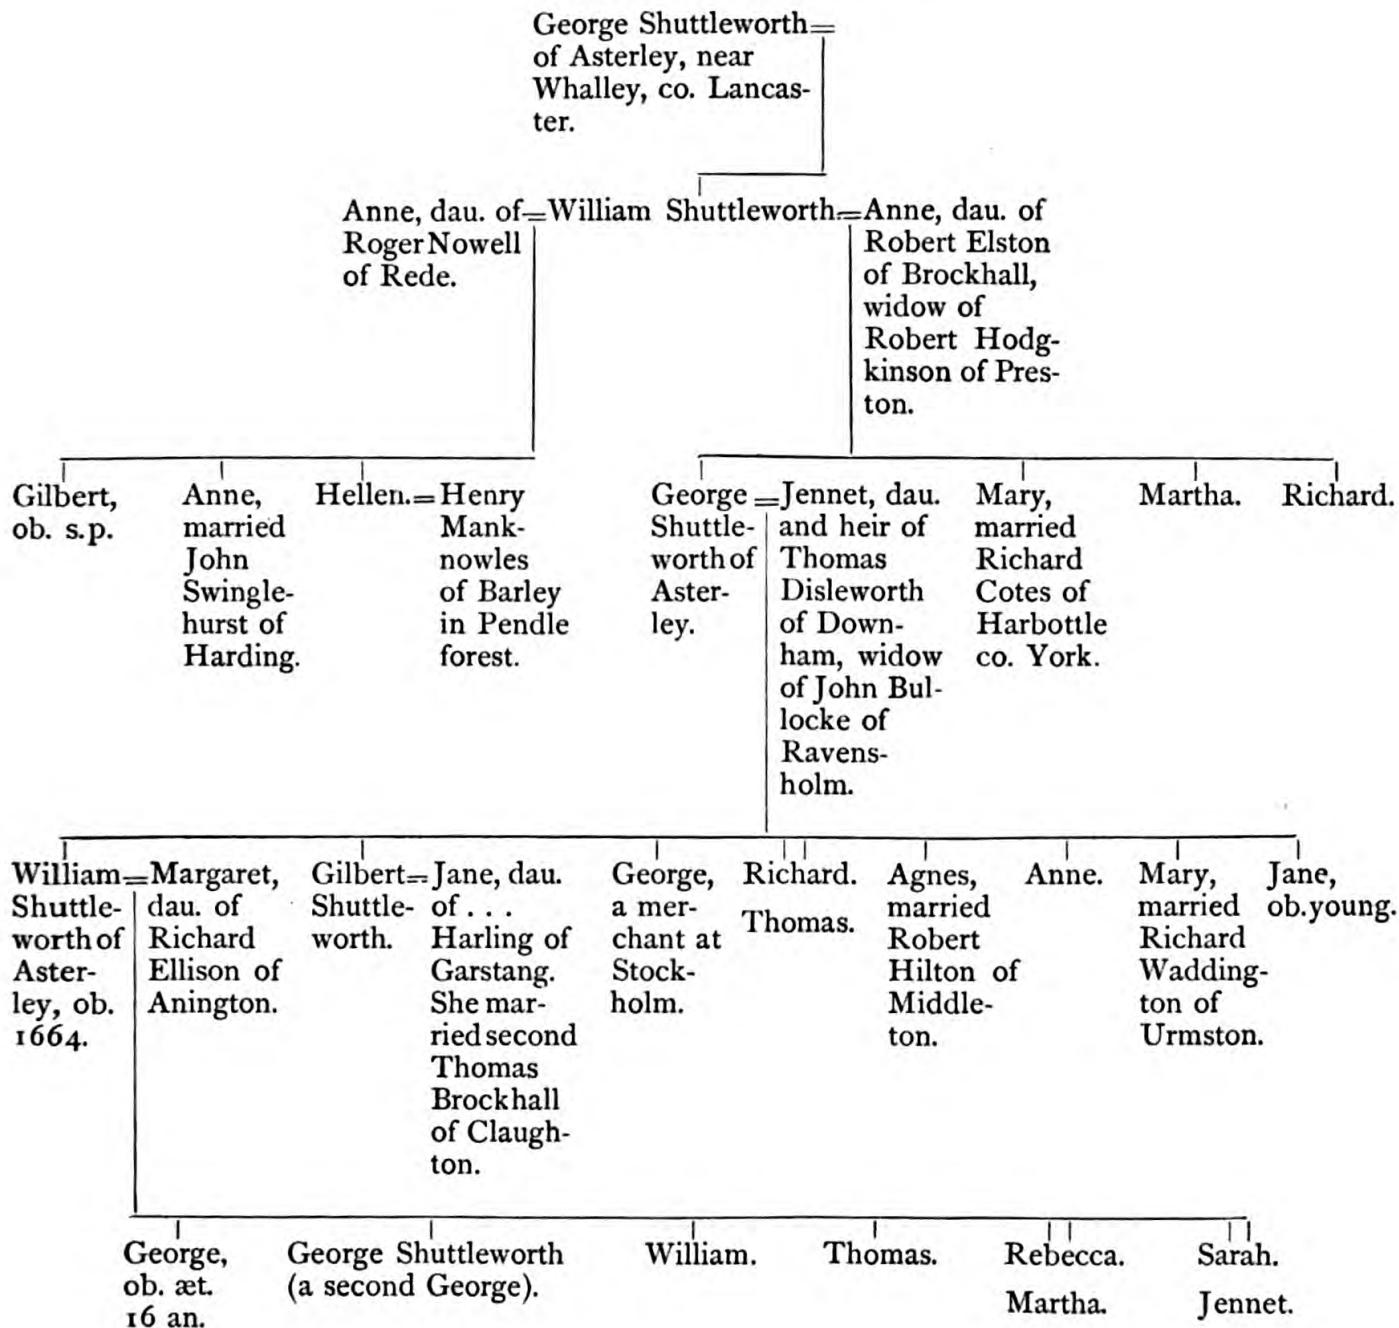 George Shuttleworth=
of Asterley, near
Whalley, co. Lancas-
ter.
Anne, dau. of=William Shuttleworth=Anne, dau. of
Roger Nowell
of Rede.
Robert Elston
of Brockhall,
widow of
Robert Hodg-
kinson of Pres-
ton.
Gilbert,
ob. s.p.
Anne,
married
John
Swingle-
hurst of
Harding.
Hellen.=Henry
Mank-
nowles
of Barley
in Pendle
forest.
George
Shuttle-
worth of
Aster-
ley.
=Jennet, dau.
and heir of
Thomas
Disleworth
of Down-
ham, widow
of John Bul-
locke of
Ravens-
holm.
Mary,
married
Richard
Cotes of
Harbottle
co. York.
Martha.
Richard.
William=
Shuttle-
worth of
Aster-
ley, ob.
1664.
Margaret,
dau. of
Richard
Ellison of
Anington.
Gilbert=
Shuttle-
worth.
Jane, dau.
of . . .
Harling of
Garstang.
She mar-
ried second
Thomas
Brockhall
of Claugh-
ton.
George,
a mer-
chant at
Stock-
holm.
Richard.
Thomas.
Agnes,
married
Robert
Hilton of
Middle-
ton.
Anne.
Mary,
married
Richard
Wadding-
ton of
Urmston.
Jane,
ob. young.
George,
ob. æt.
16 an.
George Shuttleworth
(a second George).
William.
Thomas.
Rebecca.
Martha.
Sarah.
Jennet.